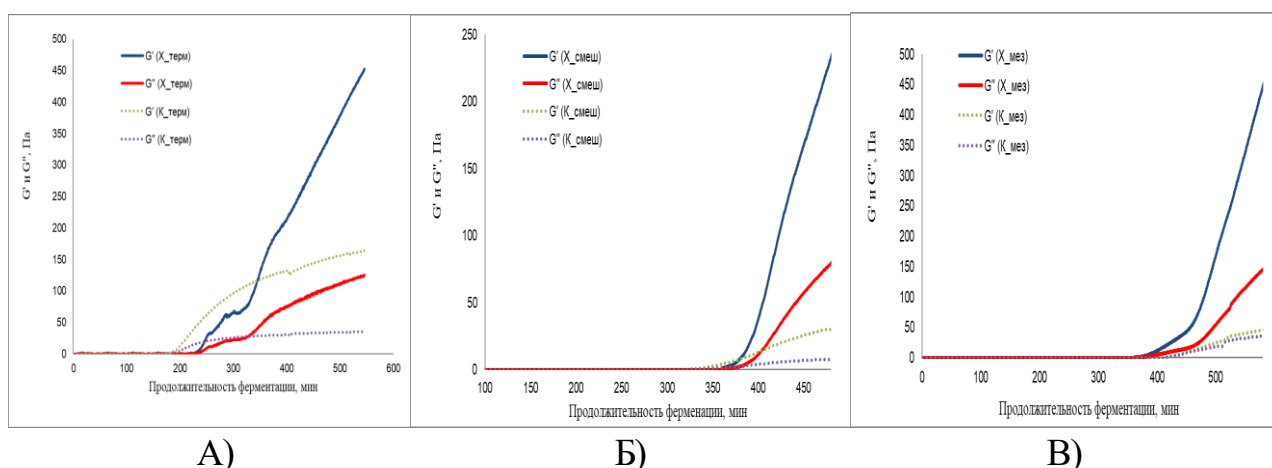 500
450
400
350
300
250
200
150
100
50
0
G' и G'', Па
G' (Х_терм)
G" (Х_терм)
G' (К_терм)
G" (К_терм)
0 100 200 300 400 500 600
Продолжительность ферментации, мин
А)
250
200
150
100
50
0
G' и G'', Па
G' (Х_смеш)
G" (Х_смеш)
G' (К_смеш)
G" (К_смеш)
100 150 200 250 300 350 400 450
Продолжительность ферменации, мин
Б)
500
450
400
350
300
250
200
150
100
50
0
G' и G'', Па
G' (Х_мез)
G" (Х_мез)
G' (К_мез)
G" (К_мез)
0 100 200 300 400 500
Продолжительность ферментации, мин
В)